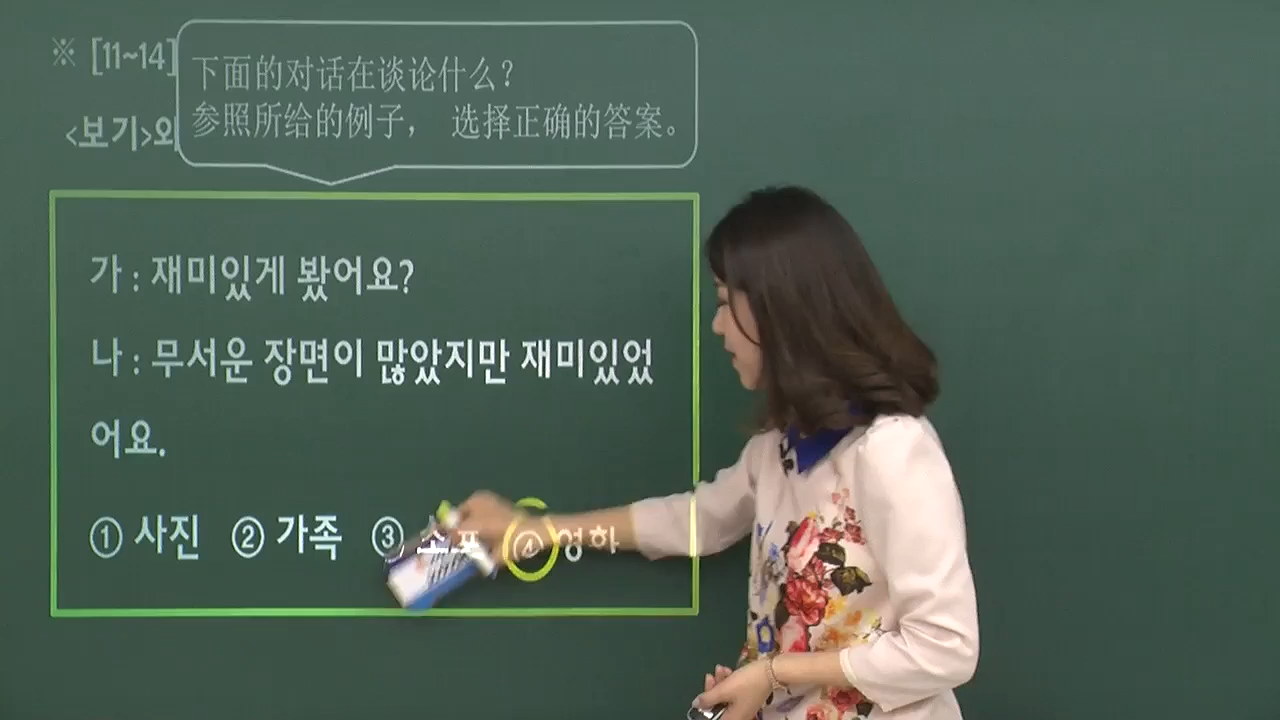 ※ [11~14]
下面的对话在谈论什么?
参照所给的例子， 选择正确的答案。
<보기>외
가 : 재미있게 봤어요?
나 : 무서운 장면이 많았지만 재미있었
어요.
① 사진 ② 가족 ③ 소포 ④ 영화